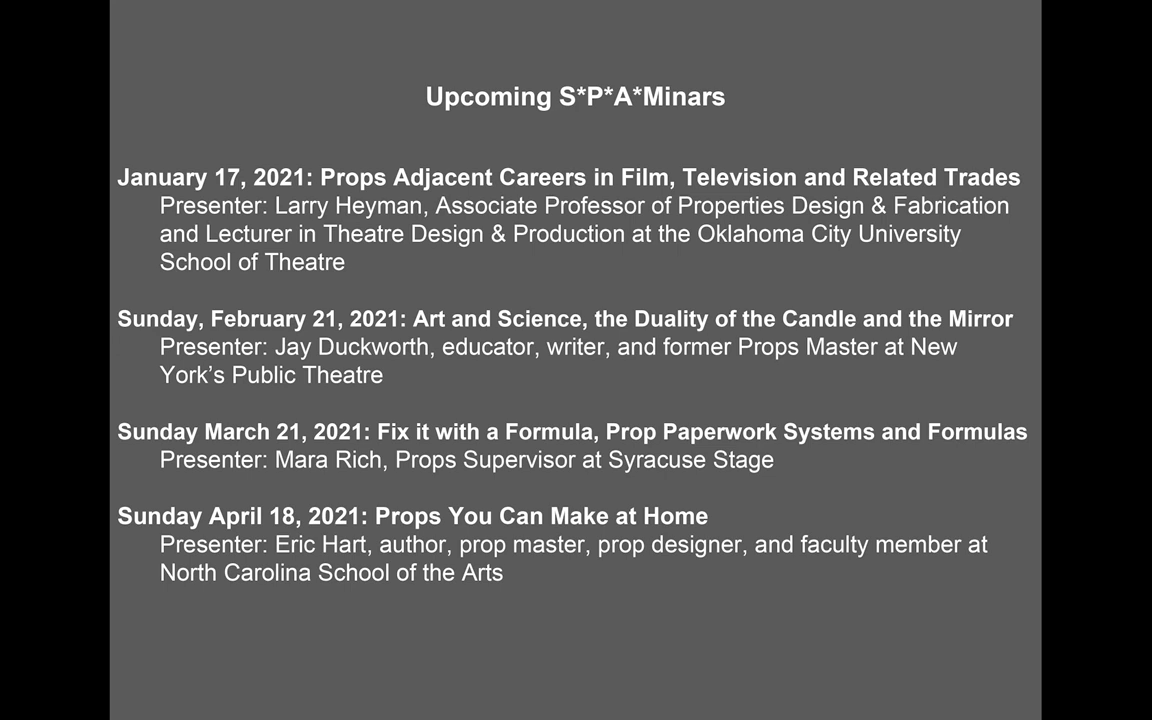 Upcoming S*P*A*Minars
January 17, 2021: Props Adjacent Careers in Film, Television and Related Trades
Presenter: Larry Heyman, Associate Professor of Properties Design & Fabrication
and Lecturer in Theatre Design & Production at the Oklahoma City University
School of Theatre
Sunday, February 21, 2021: Art and Science, the Duality of the Candle and the Mirror
Presenter: Jay Duckworth, educator, writer, and former Props Master at New
York’s Public Theatre
Sunday March 21, 2021: Fix it with a Formula, Prop Paperwork Systems and Formulas
Presenter: Mara Rich, Props Supervisor at Syracuse Stage
Sunday April 18, 2021: Props You Can Make at Home
Presenter: Eric Hart, author, prop master, prop designer, and faculty member at
North Carolina School of the Arts